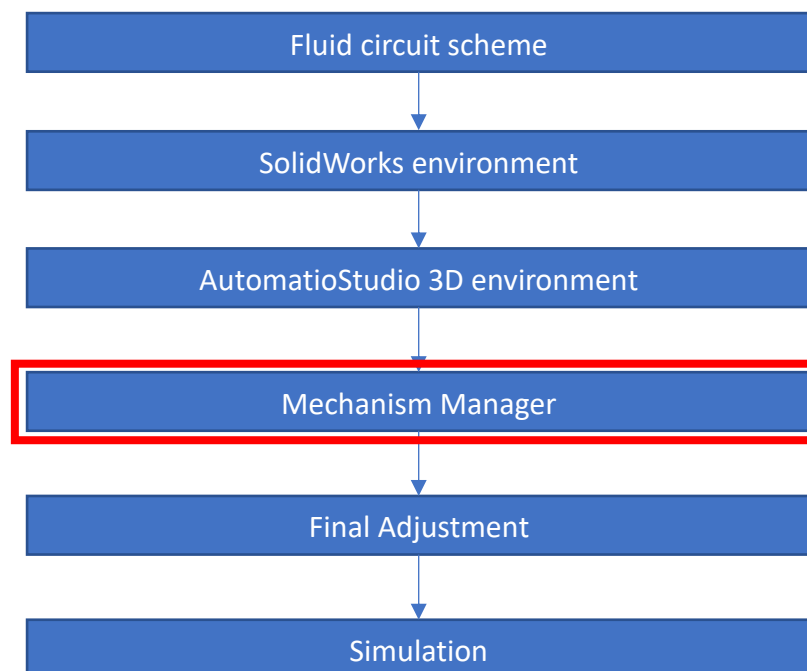 Fluid circuit scheme
SolidWorks environment
AutomatioStudio 3D environment
Mechanism Manager
Final Adjustment
Simulation